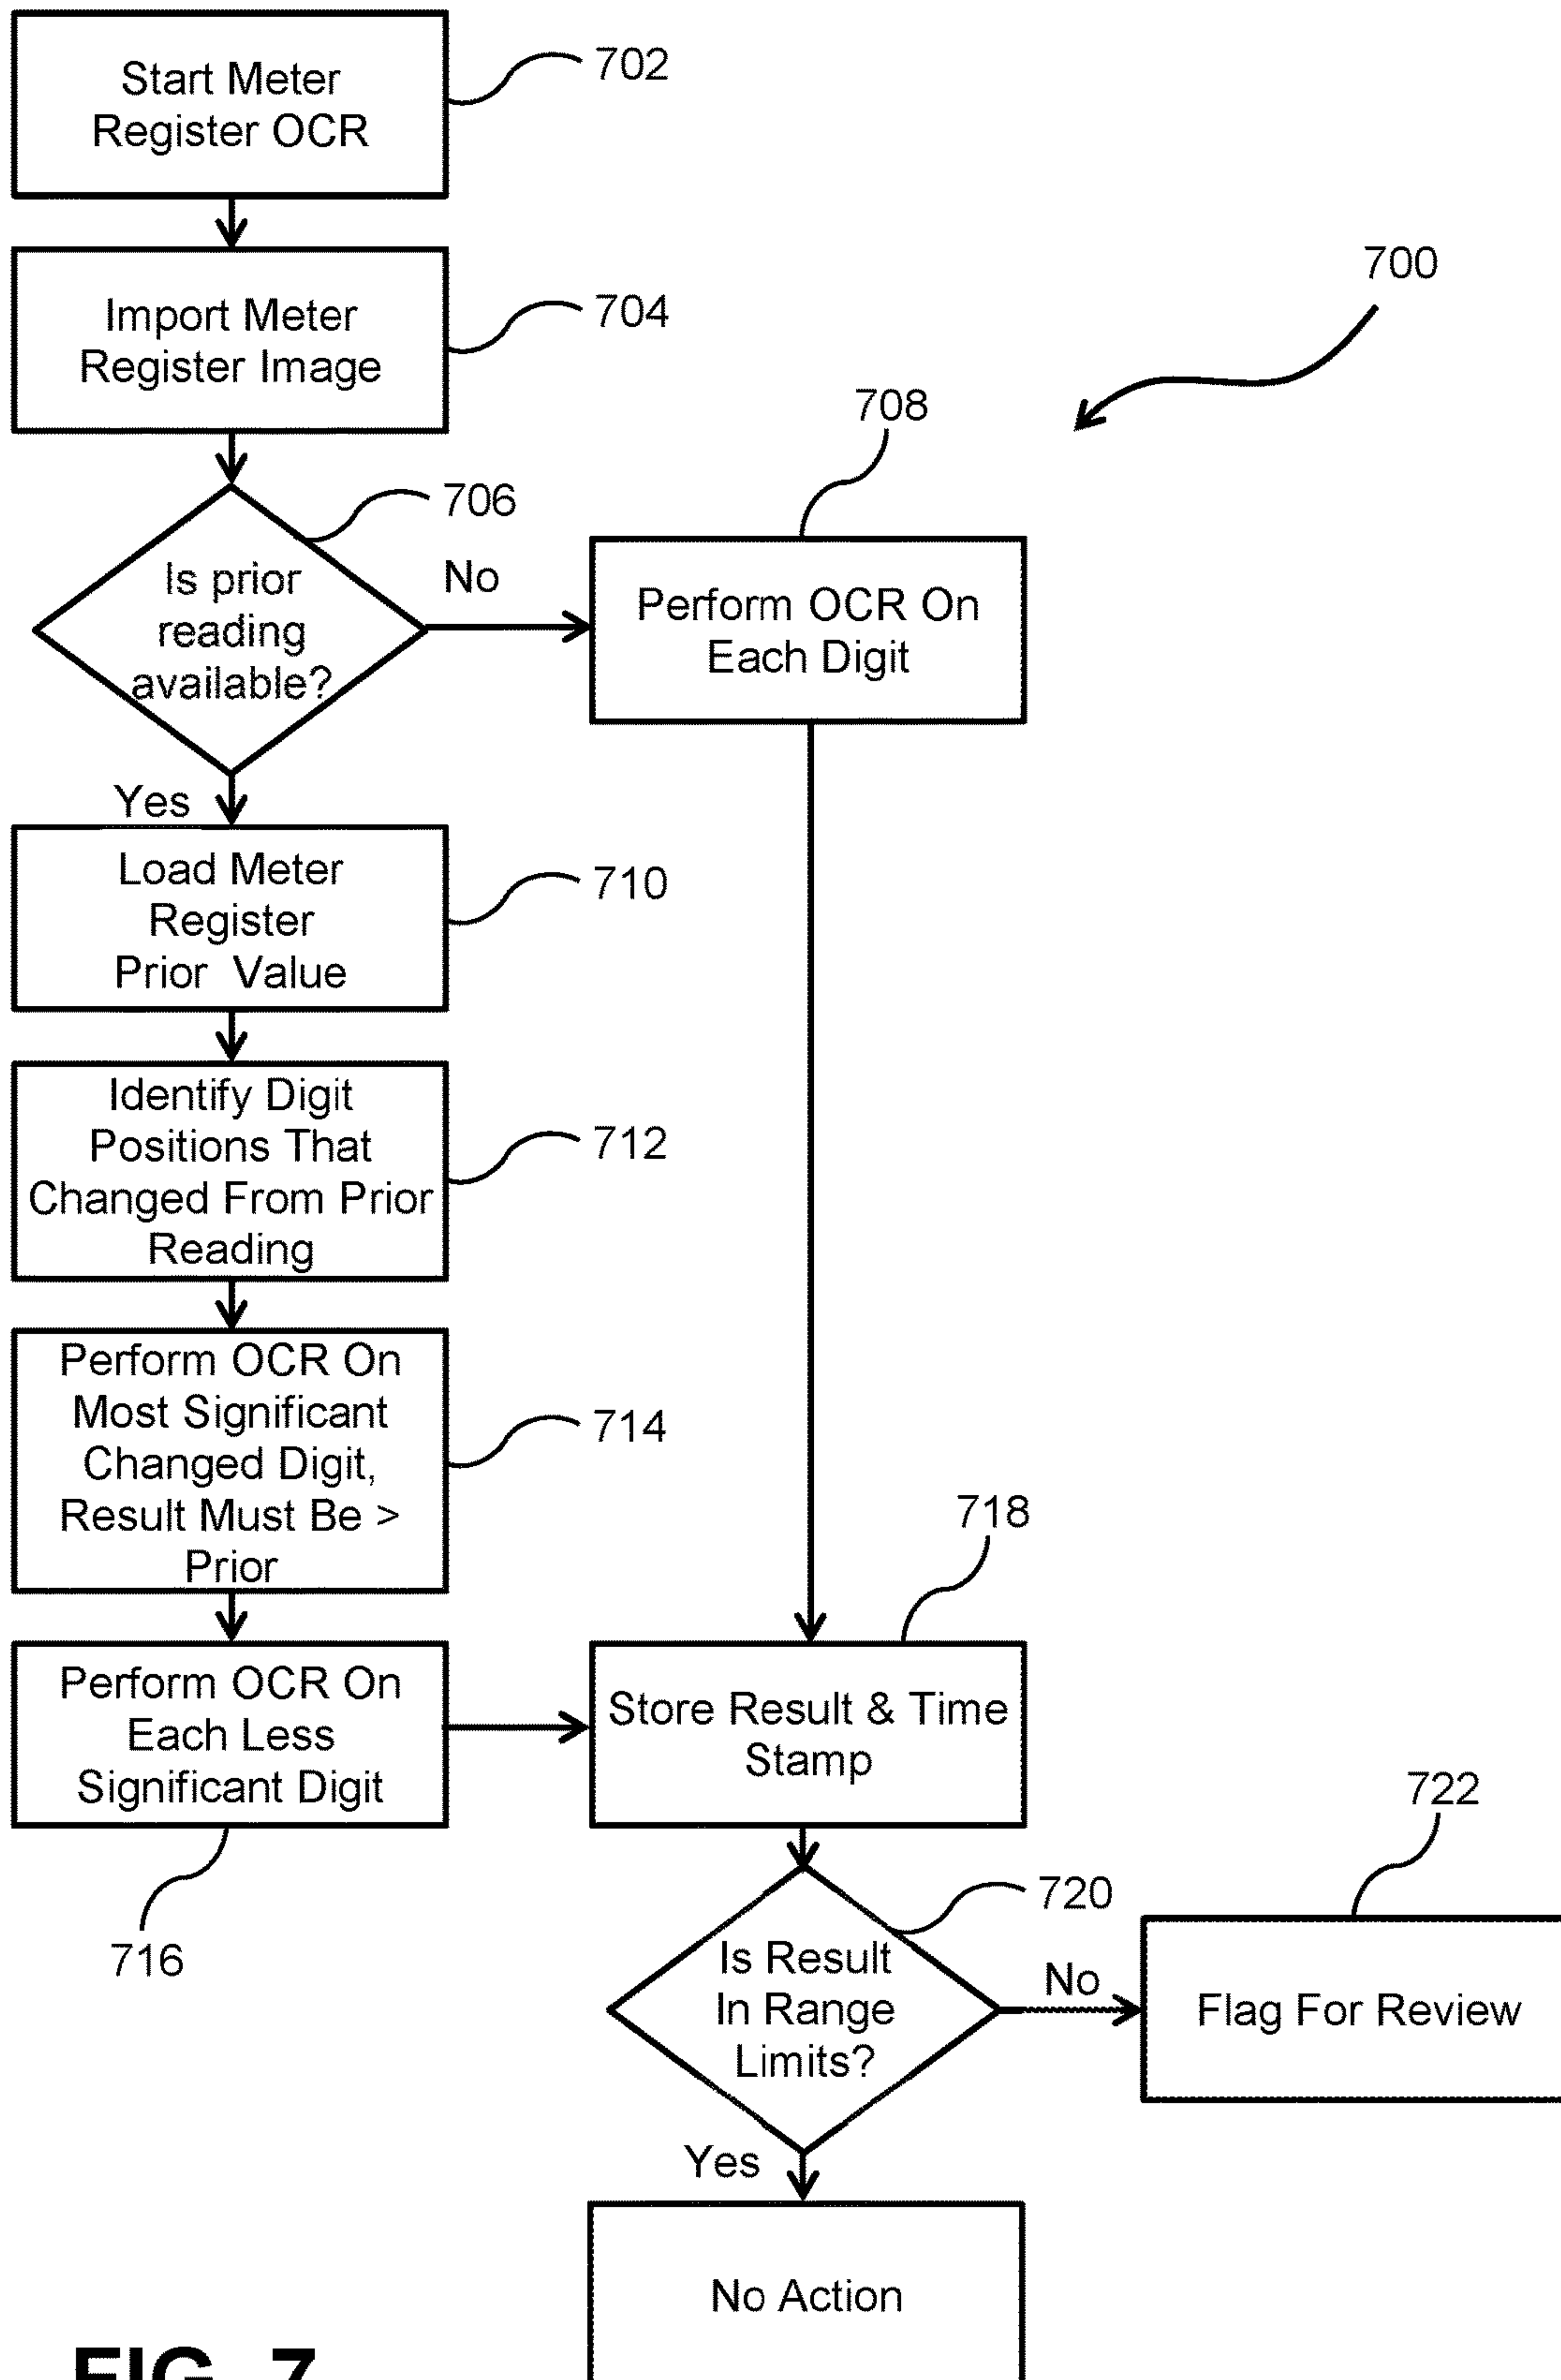 Start Meter
Register OCR
702
Import Meter
Register Image
704
700
706
Is prior
reading
available?
No
708
Perform OCR On
Each Digit
Yes
Load Meter
Register
Prior Value
710
Identify Digit
Positions That
Changed From Prior
Reading
712
Perform OCR On
Most Significant
Changed Digit,
Result Must Be >
Prior
714
Perform OCR On
Each Less
Significant Digit
716
718
Store Result & Time
Stamp
720
Is Result
In Range
Limits?
No
722
Flag For Review
Yes
No Action
FIG. 7